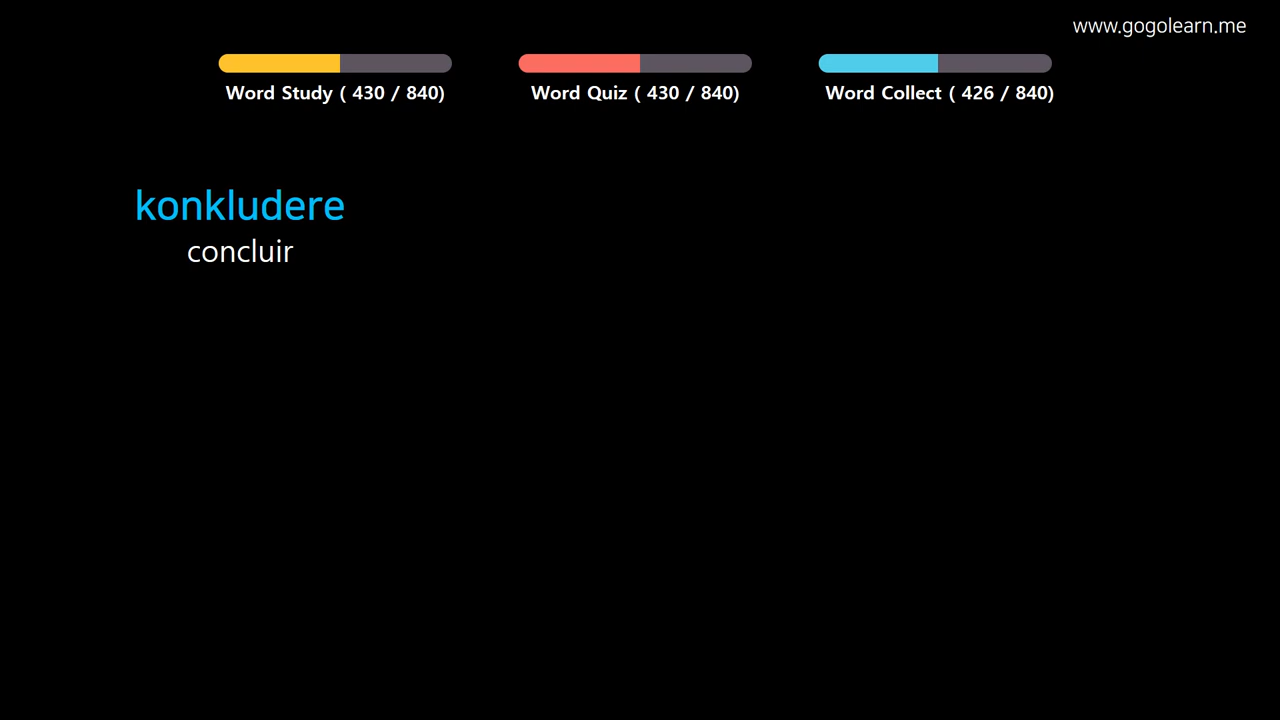 www.gogolearn.me
Word Study ( 430 / 840)
Word Quiz ( 430 / 840)
Word Collect ( 426 / 840)
konkludere
concluir